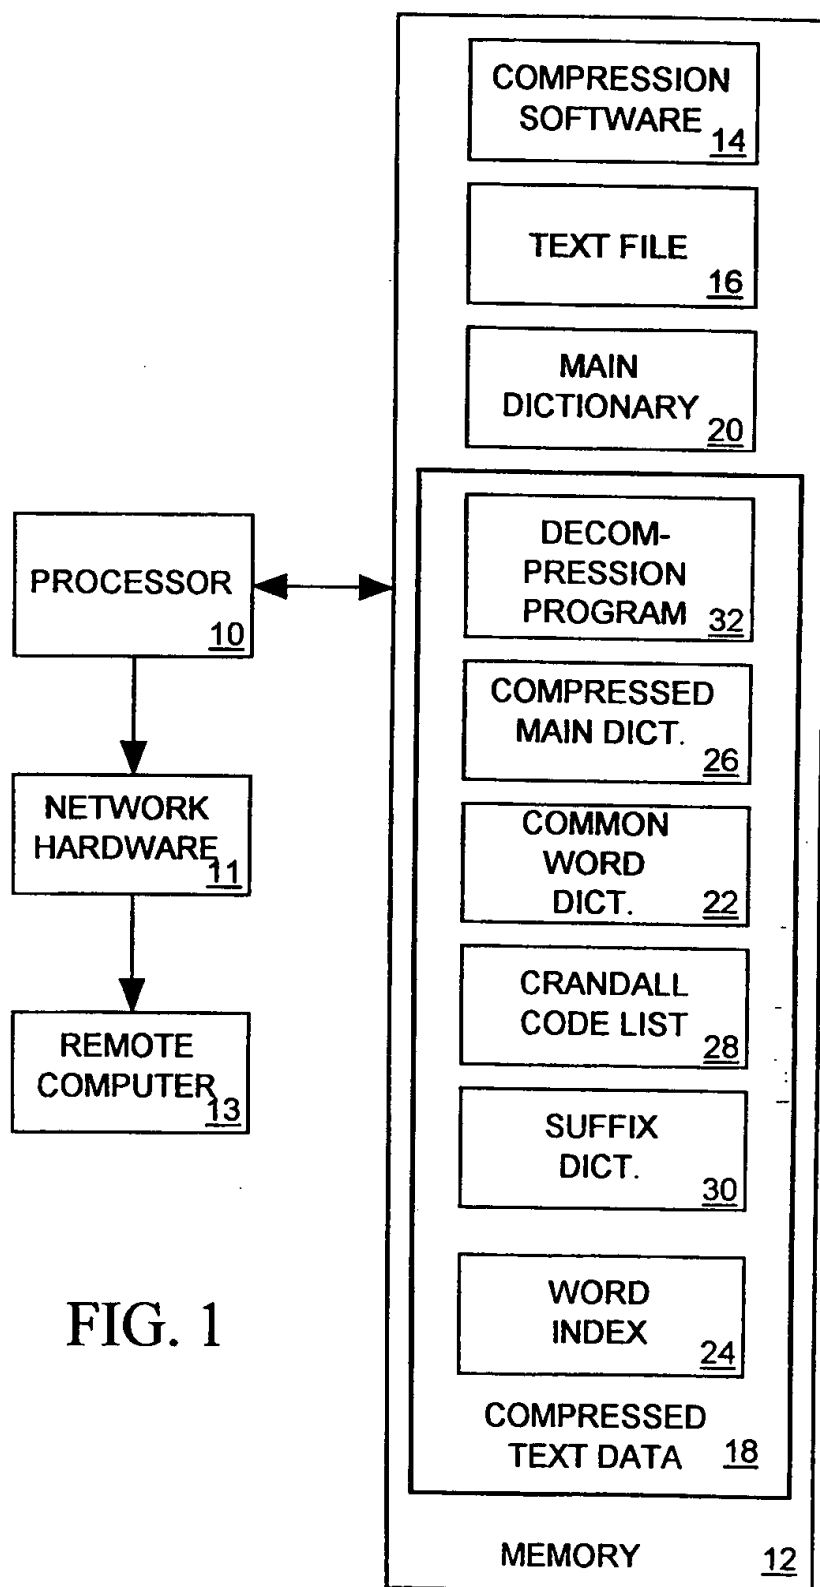 COMPRESSION
SOFTWARE
14
TEXT FILE
16
MAIN
DICTIONARY
20
DECOM-
PRESSION
PROGRAM
32
COMPRESSED
MAIN DICT.
26
COMMON
WORD
DICT.
22
CRANDALL
CODE LIST
28
SUFFIX
DICT.
30
WORD
INDEX
24
COMPRESSED
TEXT DATA
18
MEMORY
12
PROCESSOR
10
NETWORK
HARDWARE
11
REMOTE
COMPUTER
13
FIG. 1